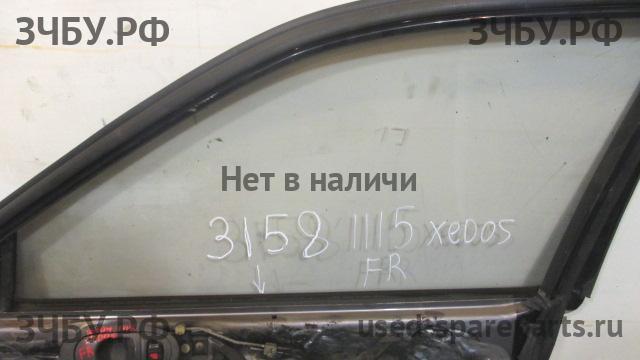 ЗЧБУ.РФ ЗЧБУ.РФ
Нет в наличи
3158 1115 XEDOS
FR
ЗЧБУ.РФ used-spareparts.ru